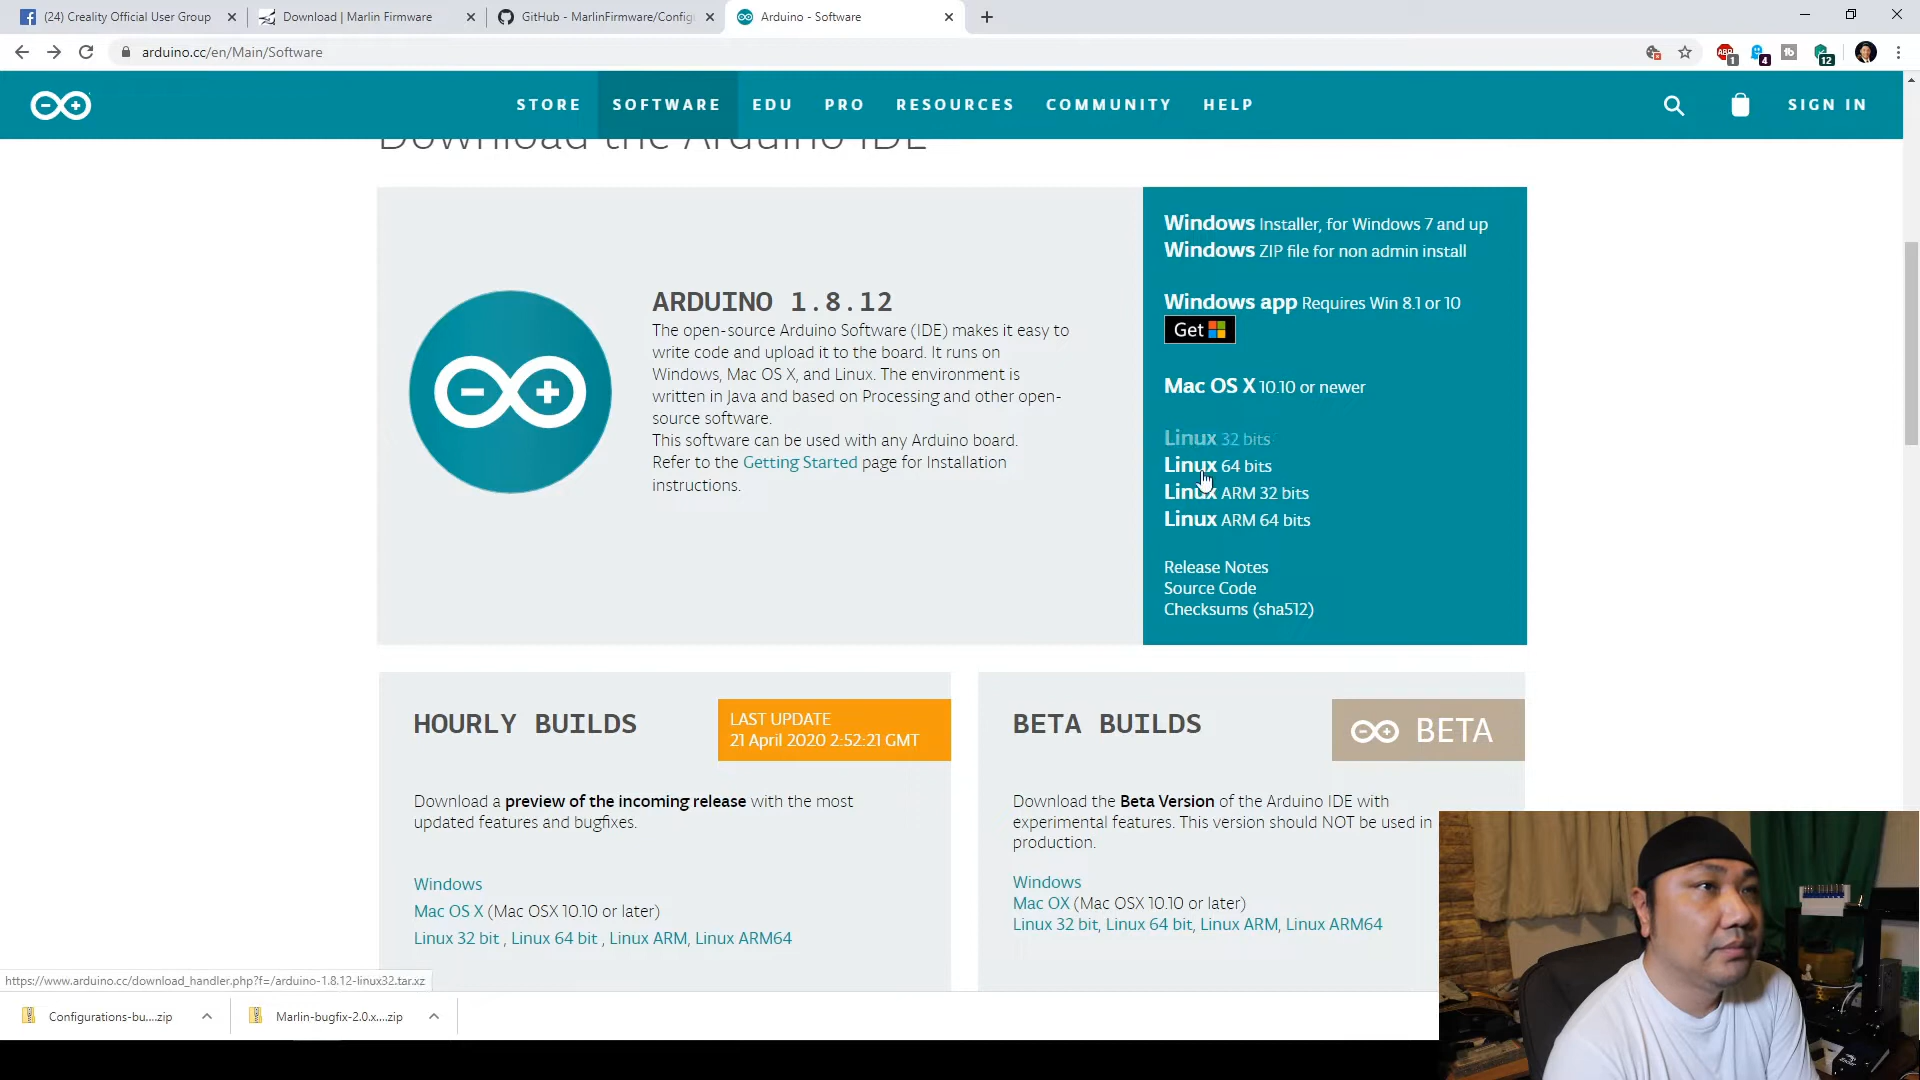 (24) Creality Official User Group
Download | Marlin Firmware
GitHub - MarlinFirmware/Config
Arduino - Software
arduino.cc/en/Main/Software
ABP
1
4
tb
12
STORE
SOFTWARE
EDU
PRO
RESOURCES
COMMUNITY
HELP
SIGN IN
Download the Arduino IDE
ARDUINO 1.8.12
The open-source Arduino Software (IDE) makes it easy to
write code and upload it to the board. It runs on
Windows, Mac OS X, and Linux. The environment is
written in Java and based on Processing and other open-
source software.
This software can be used with any Arduino board.
Refer to the Getting Started page for Installation
instructions.
Windows Installer, for Windows 7 and up
Windows ZIP file for non admin install
Windows app Requires Win 8.1 or 10
Get
Mac OS X 10.10 or newer
Linux 32 bits
Linux 64 bits
Linux ARM 32 bits
Linux ARM 64 bits
Release Notes
Source Code
Checksums (sha512)
HOURLY BUILDS
LAST UPDATE
21 April 2020 2:52:21 GMT
Download a preview of the incoming release with the most
updated features and bugfixes.
Windows
Mac OS X (Mac OSX 10.10 or later)
Linux 32 bit , Linux 64 bit , Linux ARM, Linux ARM64
BETA BUILDS
BETA
Download the Beta Version of the Arduino IDE with
experimental features. This version should NOT be used in
production.
Windows
Mac OX (Mac OSX 10.10 or later)
Linux 32 bit, Linux 64 bit, Linux ARM, Linux ARM64
https://www.arduino.cc/download_handler.php?f=/arduino-1.8.12-linux32.tar.xz
Configurations-bu....zip
Marlin-bugfix-2.0.x....zip